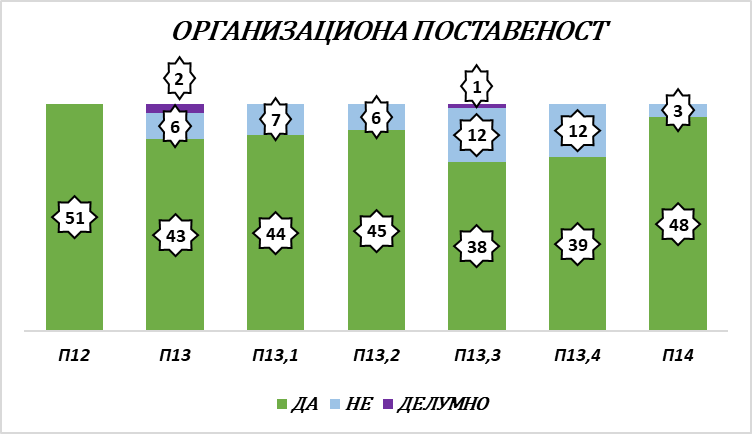 ОРГАНИЗАЦИОНА ПОСТАВЕНОСТ
2 1
6 7 6 12 12 3
51 43 44 45 38 39 48
П12 П13 П13,1 П13,2 П13,3 П13,4 П14
ДА НЕ ДЕЛУМНО